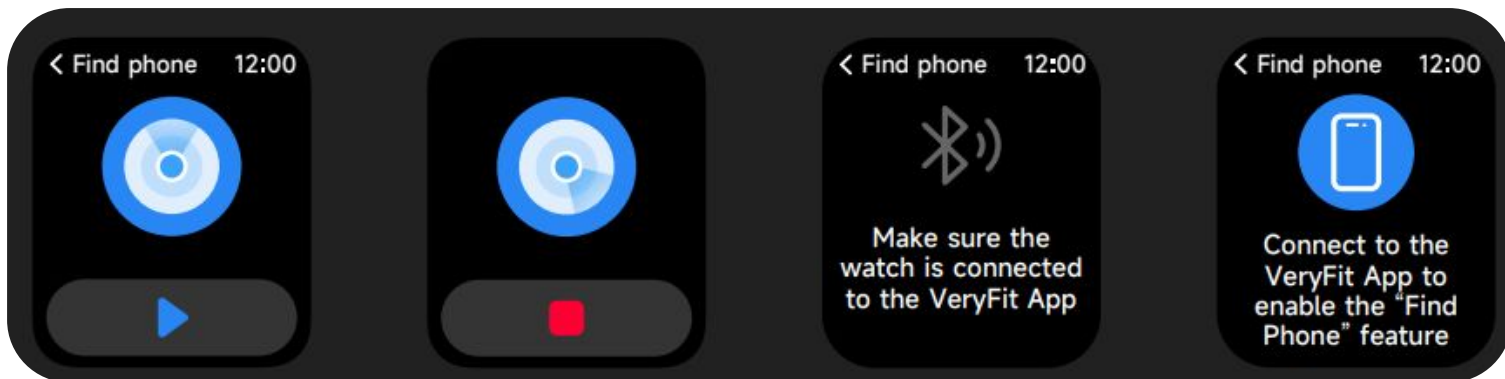 Find phone 12:00
Find phone 12:00
Make sure the
watch is connected
to the VeryFit App
Find phone 12:00
Connect to the
VeryFit App to
enable the “Find
Phone” feature